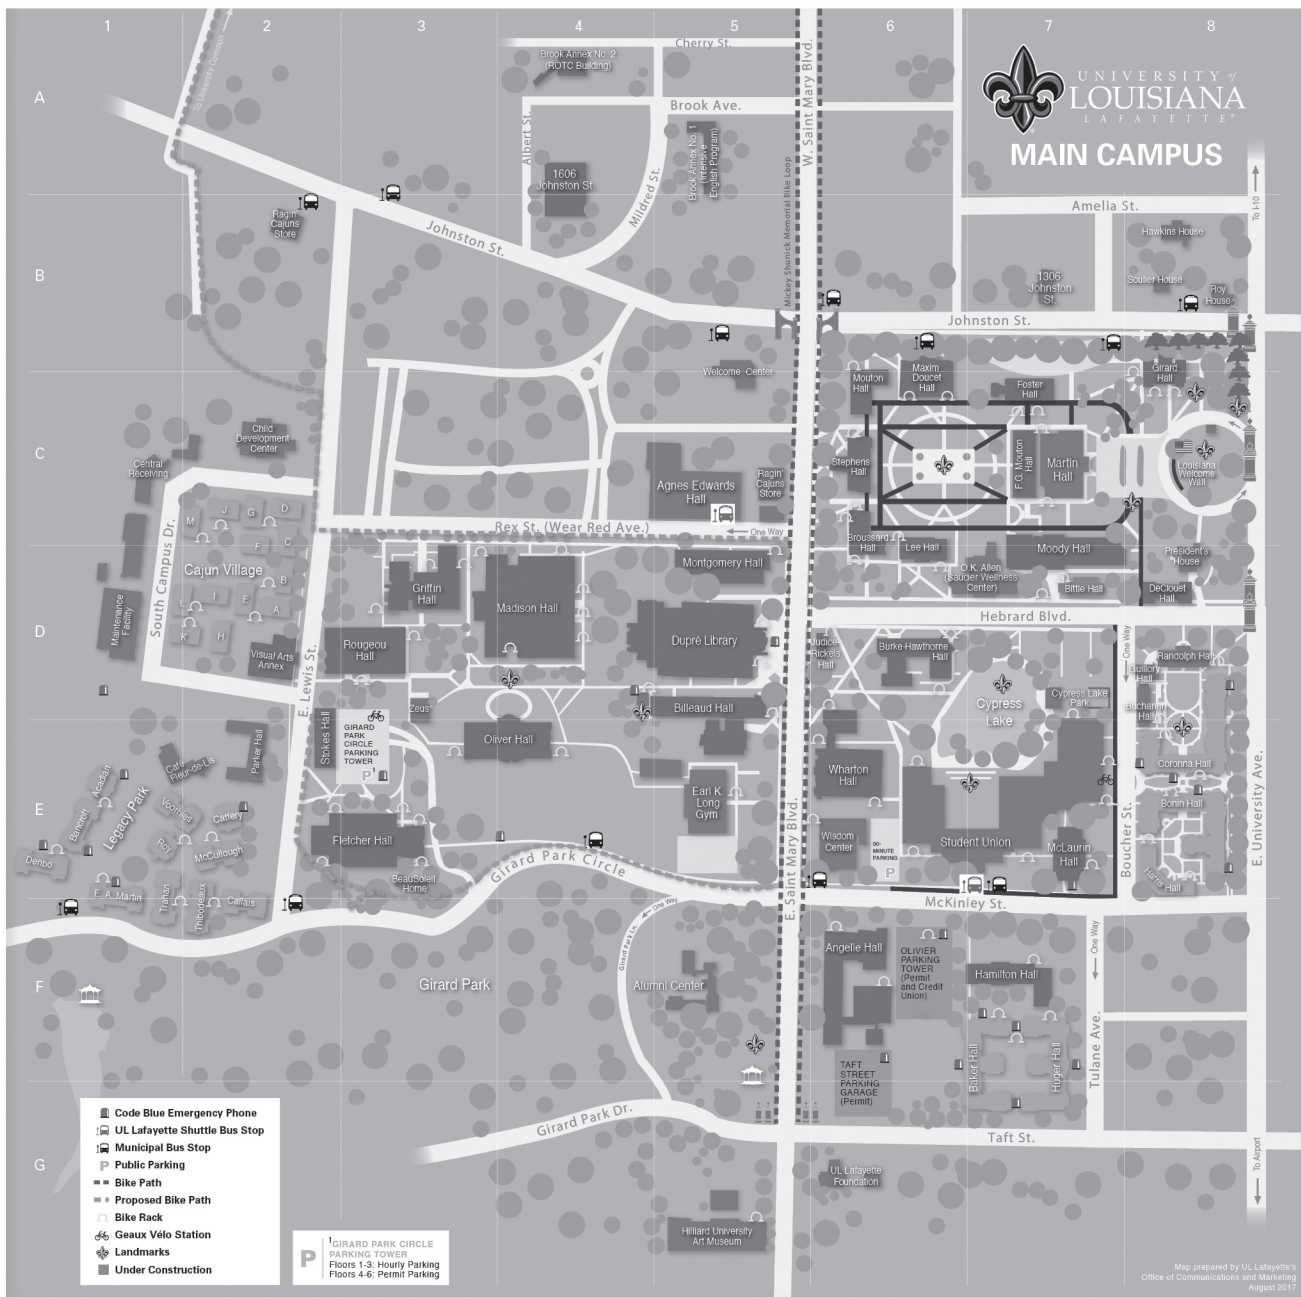 1 2 3 4 5 6 7 8
A
B
C
D
E
F
G
UNIVERSITY of
LOUISIANA
LAFAYETTE®
MAIN CAMPUS
To University Common
Cherry St.
Brook Annex No. 2
(ROTC Building)
Brook Ave.
Albert St.
1606
Johnston St.
Mildred St.
Brook Annex No. 1
(Intensive
English Program)
W. Saint Mary Blvd.
Mickey Shunick Memorial Bike Loop
Amelia St.
To I-10
Hawkins House
Soulier House
Roy
House
1306
Johnston
St.
Ragin'
Cajuns
Store
Johnston St.
Johnston St.
Welcome Center
Mouton
Hall
Maxim
Doucet
Hall
Foster
Hall
Girard
Hall
Child
Development
Center
Central
Receiving
Agnes Edwards
Hall
Ragin'
Cajuns
Store
Stephens
Hall
F.G. Mouton
Hall
Martin
Hall
Louisiana
Welcome
Wall
Rex St. (Wear Red Ave.)
One Way
M
J
G
D
F
C
Cajun Village
B
L
I
E
A
K
H
South Campus Dr.
Maintenance
Facility
Visual Arts
Annex
E. Lewis St.
Griffin
Hall
Madison Hall
Rougeou
Hall
Montgomery Hall
Dupré Library
Broussard
Hall
Lee Hall
O.K. Allen
(Saucier Wellness
Center)
Moody Hall
Bittle Hall
President's
House
DeClouet
Hall
Hebrard Blvd.
Judice
Rickels
Hall
Burke-Hawthorne
Hall
Cypress
Lake
Cypress Lake
Park
One Way
Randolph Hall
Guillory
Hall
Buchanan
Hall
Coronna Hall
Bonin Hall
Harris
Hall
Boucher St.
E. University Ave.
Zeus
Stokes Hall
GIRARD
PARK
CIRCLE
PARKING
TOWER
P1
Oliver Hall
Billeaud Hall
Earl K.
Long
Gym
Wharton
Hall
Wisdom
Center
30-
MINUTE
PARKING
P
Student Union
McLaurin
Hall
Parker Hall
Café
Fleur-de-Lis
Acadian
Bancroft
Legacy Park
Voorhies
Caffery
Roy
McCullough
Denbo
E. A. Martin
Trahan
Thibodeaux
Callais
Fletcher Hall
BeauSoleil
Home
Girard Park Circle
E. Saint Mary Blvd.
McKinley St.
One Way
Girard Park Ln.
Girard Park
Alumni Center
Angelle Hall
OLIVIER
PARKING
TOWER
(Permit
and Credit
Union)
Hamilton Hall
One Way
Tulane Ave.
Baker Hall
Huger Hall
TAFT
STREET
PARKING
GARAGE
(Permit)
Girard Park Dr.
Taft St.
To Airport
UL Lafayette
Foundation
Hilliard University
Art Museum
Code Blue Emergency Phone
UL Lafayette Shuttle Bus Stop
Municipal Bus Stop
P Public Parking
Bike Path
Proposed Bike Path
Bike Rack
Geaux Vélo Station
Landmarks
Under Construction
P
1GIRARD PARK CIRCLE
PARKING TOWER
Floors 1-3: Hourly Parking
Floors 4-6: Permit Parking
Map prepared by UL Lafayette's
Office of Communications and Marketing
August 2017